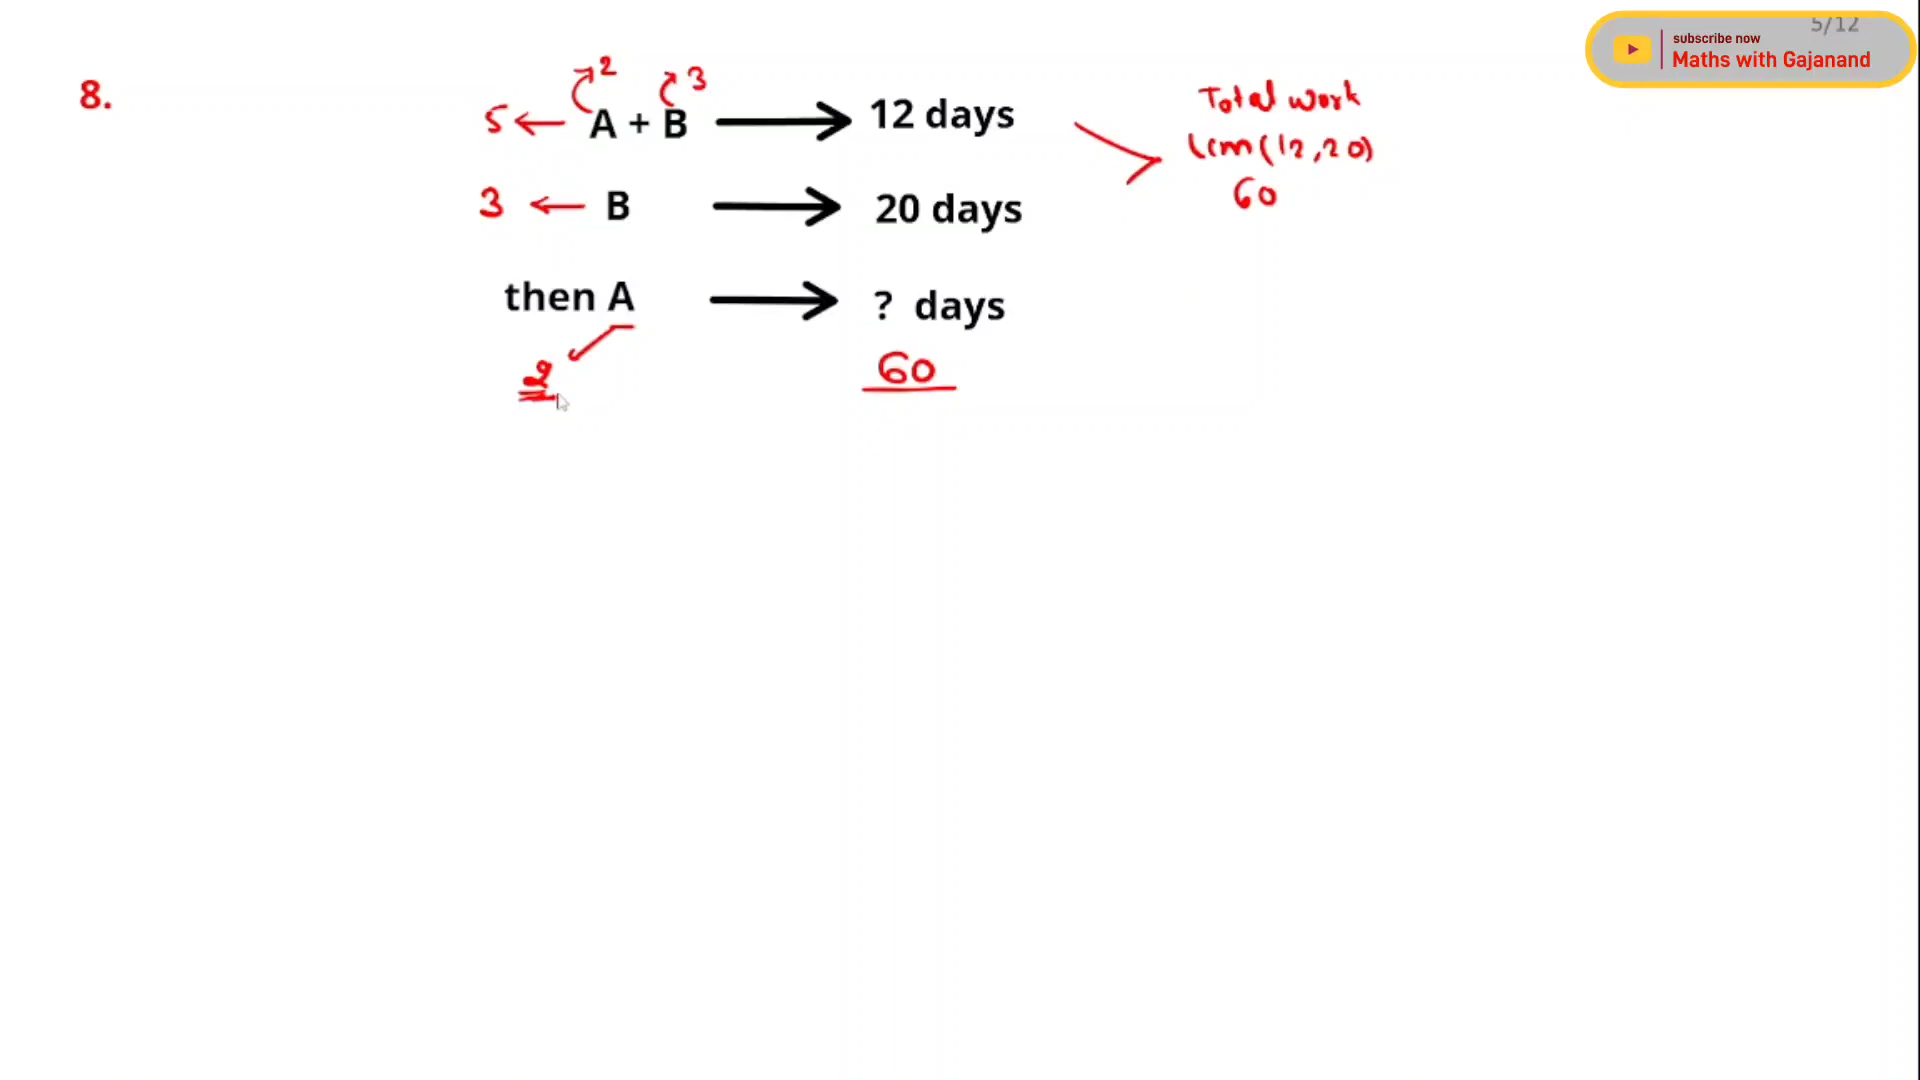 5/12
subscribe now
Maths with Gajanand
8.
2 3
5 ← A + B → 12 days
Total work
lcm(12,20)
60
3 ← B → 20 days
then A → ? days
2
60